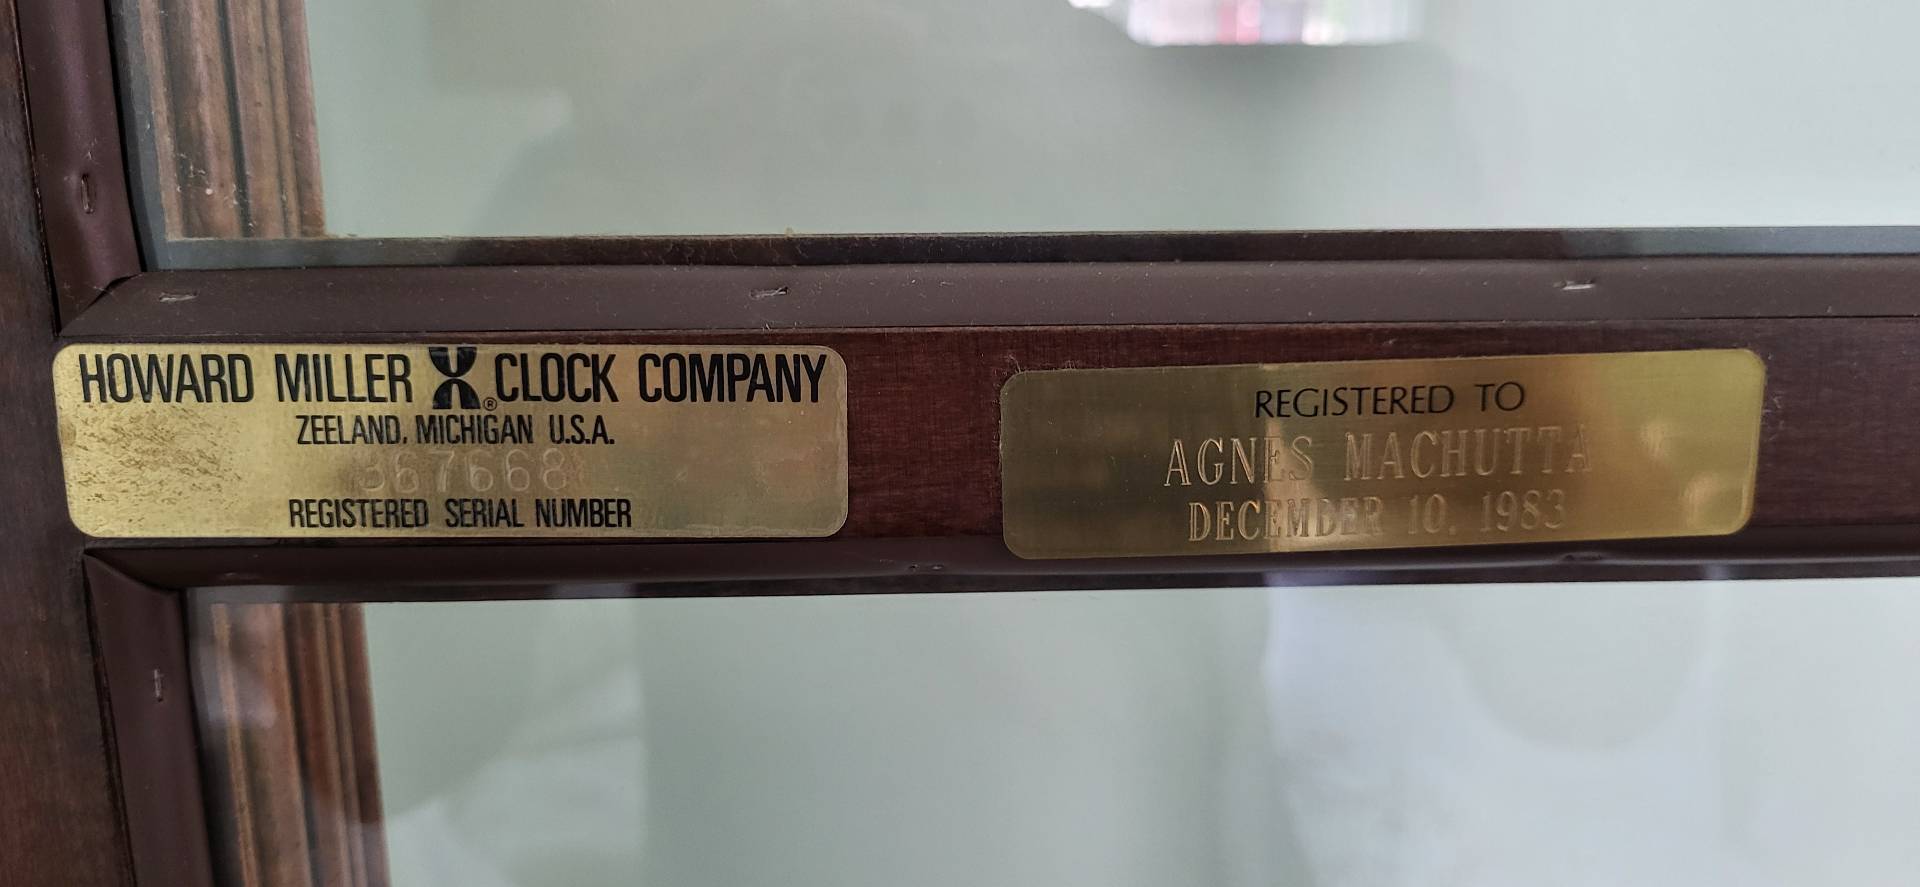 HOWARD MILLER CLOCK COMPANY
®
ZEELAND, MICHIGAN U.S.A.
367668
REGISTERED SERIAL NUMBER
REGISTERED TO
AGNES MACHUTTA
DECEMBER 10, 1983